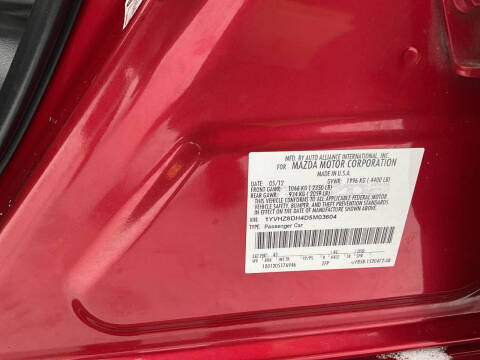 MFD. BY AUTO ALLIANCE INTERNATIONAL, INC.
FOR MAZDA MOTOR CORPORATION
MADE IN U.S.A.
DATE: 05/12 GVWR: 1996 KG ( 4400 LB)
FRONT GAWR: 1066 KG ( 2350 LB)
REAR GAWR: 934 KG ( 2059 LB)
THIS VEHICLE CONFORMS TO ALL APPLICABLE FEDERAL MOTOR
VEHICLE SAFETY, BUMPER, AND THEFT PREVENTION STANDARDS
IN EFFECT ON THE DATE OF MANUFACTURE SHOWN ABOVE.
VIN: 1YVHZ8DH4D5M03604
TYPE: Passenger Car